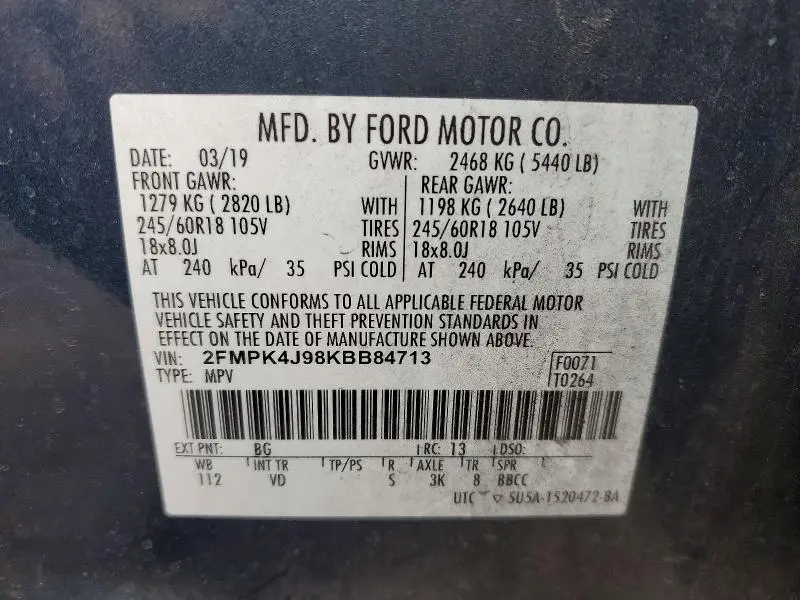 MFD. BY FORD MOTOR CO.
DATE: 03/19 GVWR: 2468 KG ( 5440 LB)
FRONT GAWR: REAR GAWR:
1279 KG ( 2820 LB) WITH 1198 KG ( 2640 LB) WITH
245/60R18 105V TIRES 245/60R18 105V TIRES
18x8.0J RIMS 18x8.0J RIMS
AT 240 kPa/ 35 PSI COLD AT 240 kPa/ 35 PSI COLD
THIS VEHICLE CONFORMS TO ALL APPLICABLE FEDERAL MOTOR
VEHICLE SAFETY AND THEFT PREVENTION STANDARDS IN
EFFECT ON THE DATE OF MANUFACTURE SHOWN ABOVE.
VIN: 2FMPK4J98KBB84713 F0071
TYPE: MPV T0264
EXT PNT: BG RC: 13 DSO:
WB INT TR TP/PS R AXLE TR SPR
112 VD S 3K 8 BBCC
UTC SU5A-1520472-BA